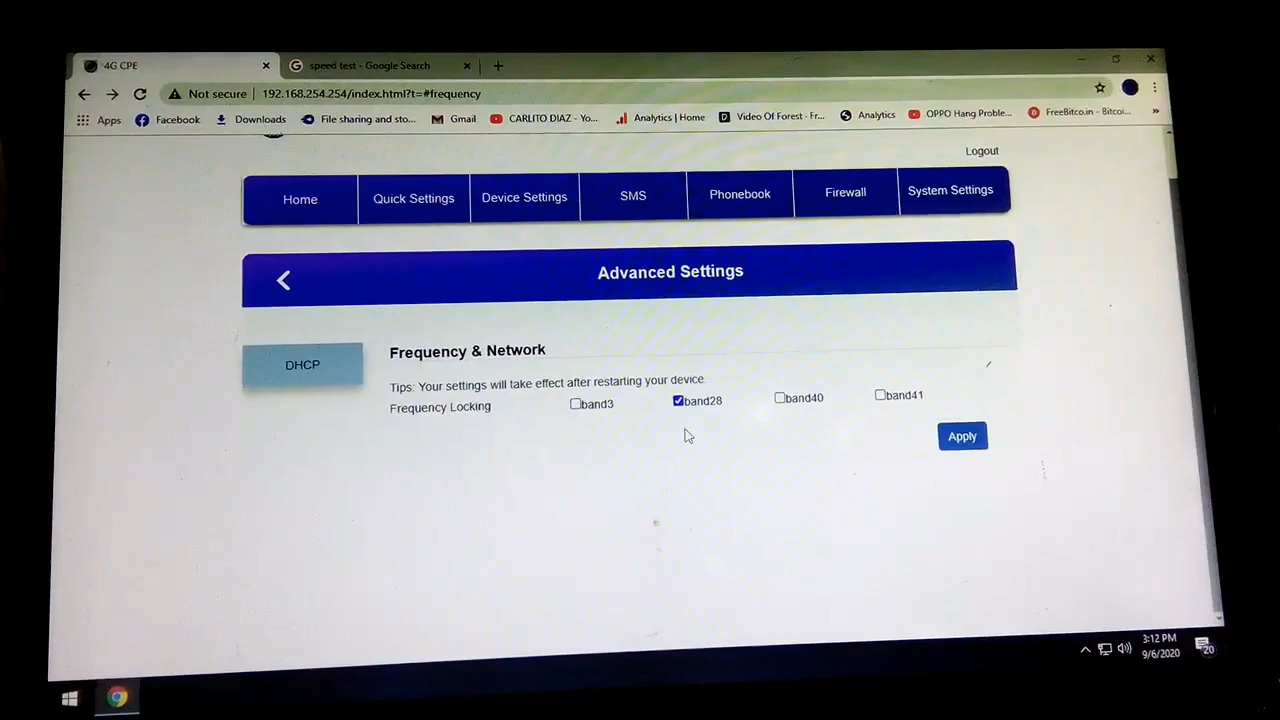 4G CPE
speed test - Google Search
Not secure | 192.168.254.254/index.html?t=#frequency
Apps Facebook Downloads File sharing and sto... Gmail CARLITO DIAZ - Yo... Analytics | Home Video Of Forest - Fr... Analytics OPPO Hang Proble... FreeBitco.in - Bitcoi... »
Logout
Home Quick Settings Device Settings SMS Phonebook Firewall System Settings
Advanced Settings
DHCP
Frequency & Network
Tips: Your settings will take effect after restarting your device.
Frequency Locking band3 band28 band40 band41
Apply
3:12 PM
9/6/2020
20